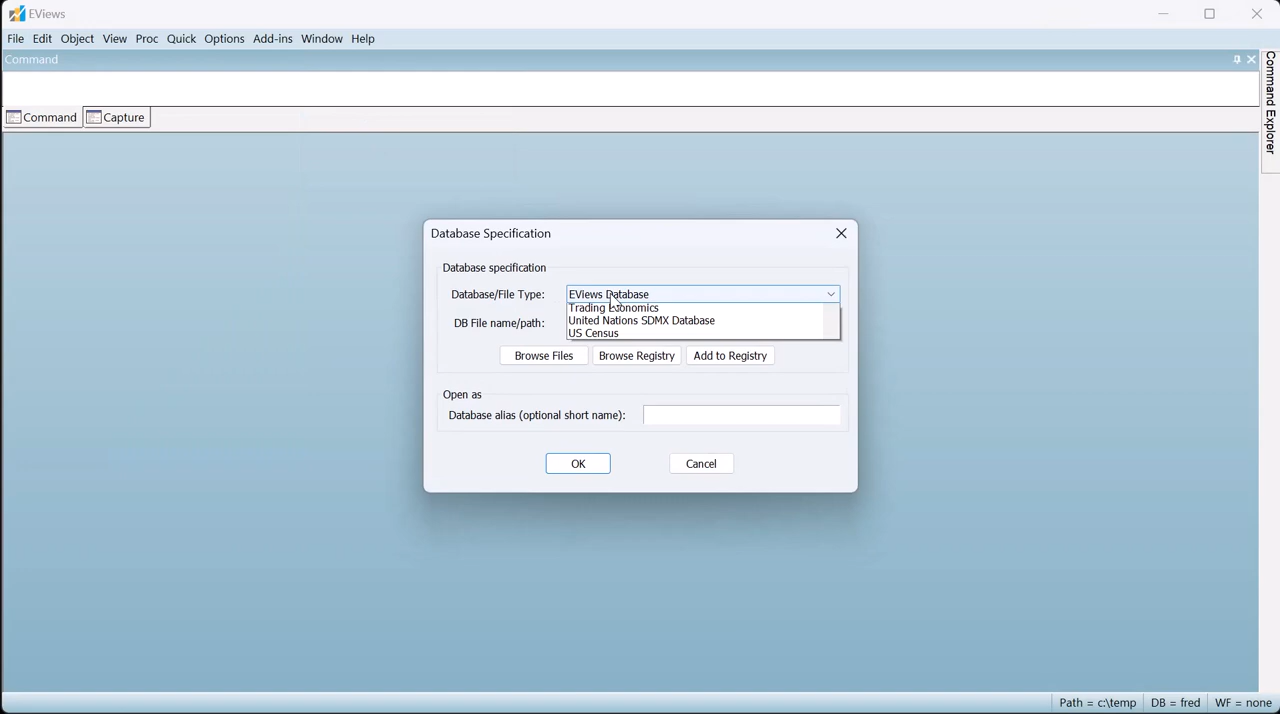 EViews
File Edit Object View Proc Quick Options Add-ins Window Help
Command
Command Capture
Command Explorer
Database Specification
Database specification
Database/File Type: EViews Database
Trading Economics
DB File name/path: United Nations SDMX Database
US Census
Browse Files Browse Registry Add to Registry
Open as
Database alias (optional short name):
OK Cancel
Path = c:\temp DB = fred WF = none